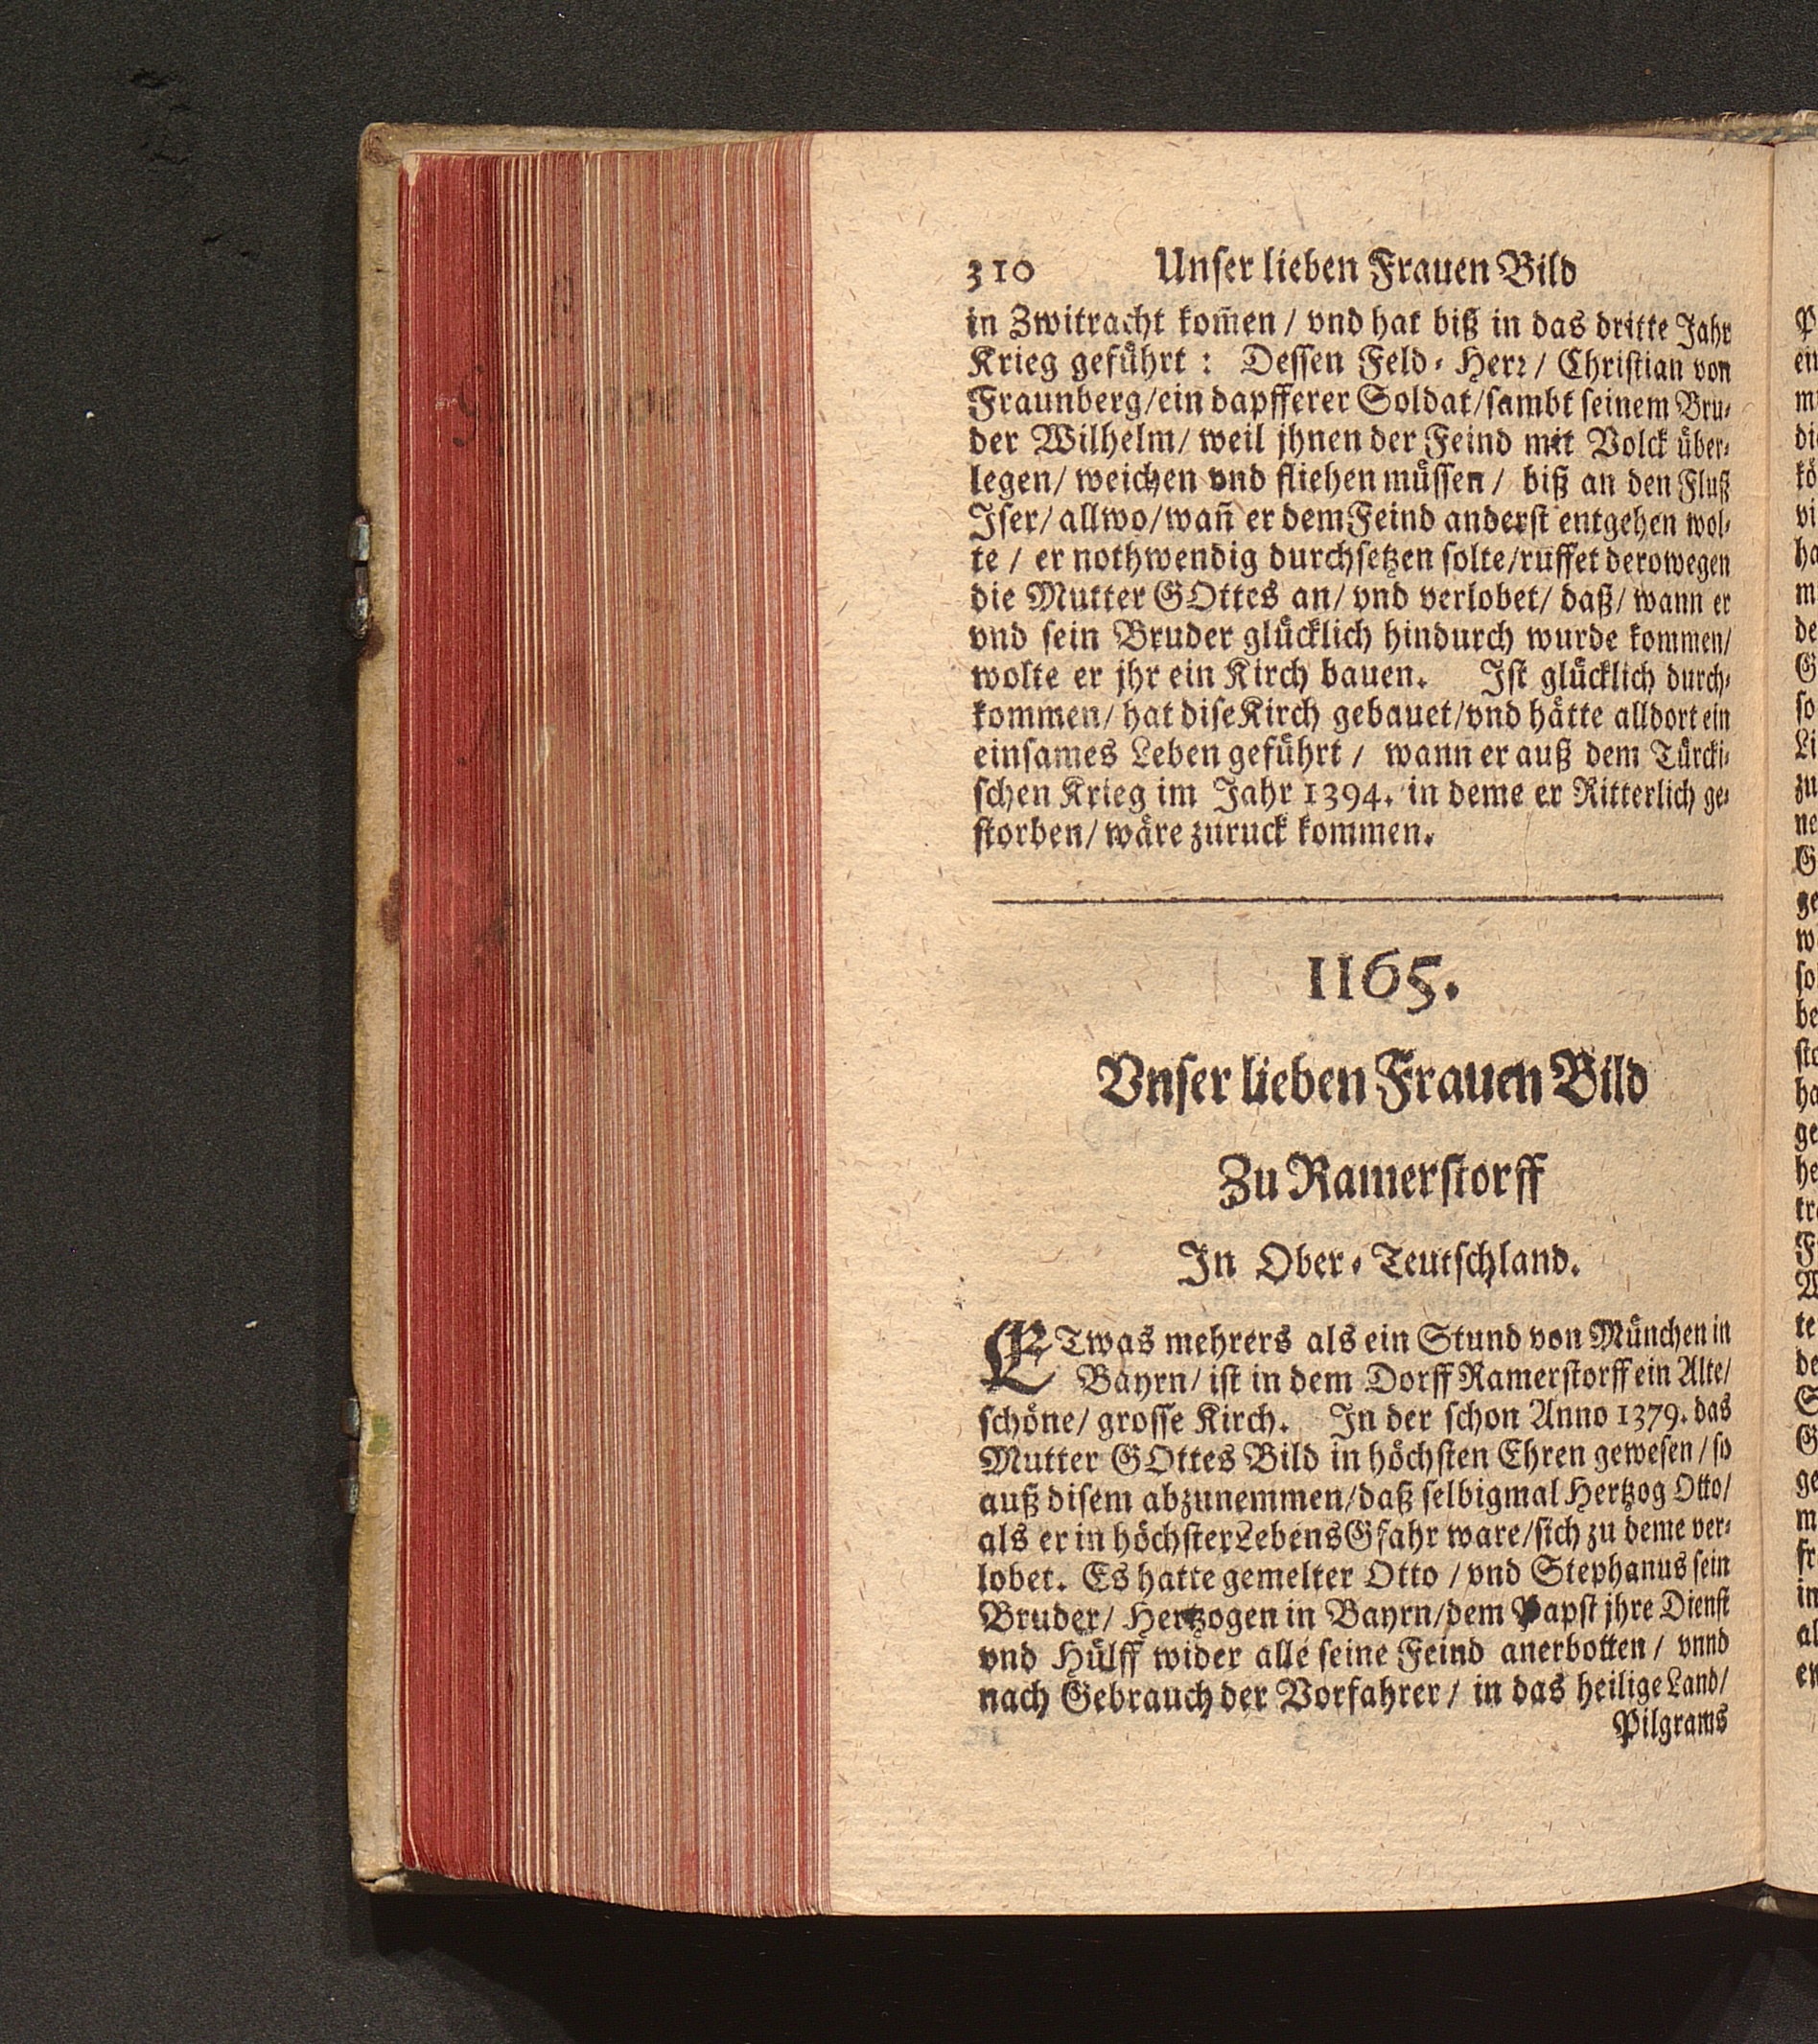 310 Unser lieben Frauen Bild
in Zwitracht kom̃en / vnd hat biß in das dritte Jahr
Krieg geführt : Dessen Feld-Herr / Christian von
Fraunberg/ein dapfferer Soldat/sambt seinem Bru-
der Wilhelm/ weil jhnen der Feind mit Volck über-
legen/ weichen vnd fliehen müssen / biß an den Fluß
Iser/ allwo/wañ er dem Feind anderst entgehen wol-
te / er nothwendig durchsetzen solte/ruffet derowegen
die Mutter GOttes an/ vnd verlobet/ daß/ wann er
vnd sein Bruder glücklich hindurch wurde kommen/
wolte er jhr ein Kirch bauen. Ist glücklich durch-
kommen/ hat dise Kirch gebauet/vnd hätte alldort ein
einsames Leben geführt / wann er auß dem Türcki-
schen Krieg im Jahr 1394. in deme er Ritterlich ge-
storben/ wäre zuruck kommen.
1165.
Vnser lieben Frauen Bild
Zu Ramerstorff
In Ober-Teutschland.
ETwas mehrers als ein Stund von München in
Bayrn/ ist in dem Dorff Ramerstorff ein Alte/
schöne/ grosse Kirch. In der schon Anno 1379. das
Mutter GOttes Bild in höchsten Ehren gewesen / so
auß disem abzunemmen/daß selbigmal Hertzog Otto/
als er in höchster LebensGfahr ware/sich zu deme ver-
lobet. Es hatte gemelter Otto / vnd Stephanus sein
Bruder/ Hertzogen in Bayrn/dem Papst jhre Dienst
vnd Hülff wider alle seine Feind anerbotten / vnnd
nach Gebrauch der Vorfahrer / in das heilige Land/
Pilgrams